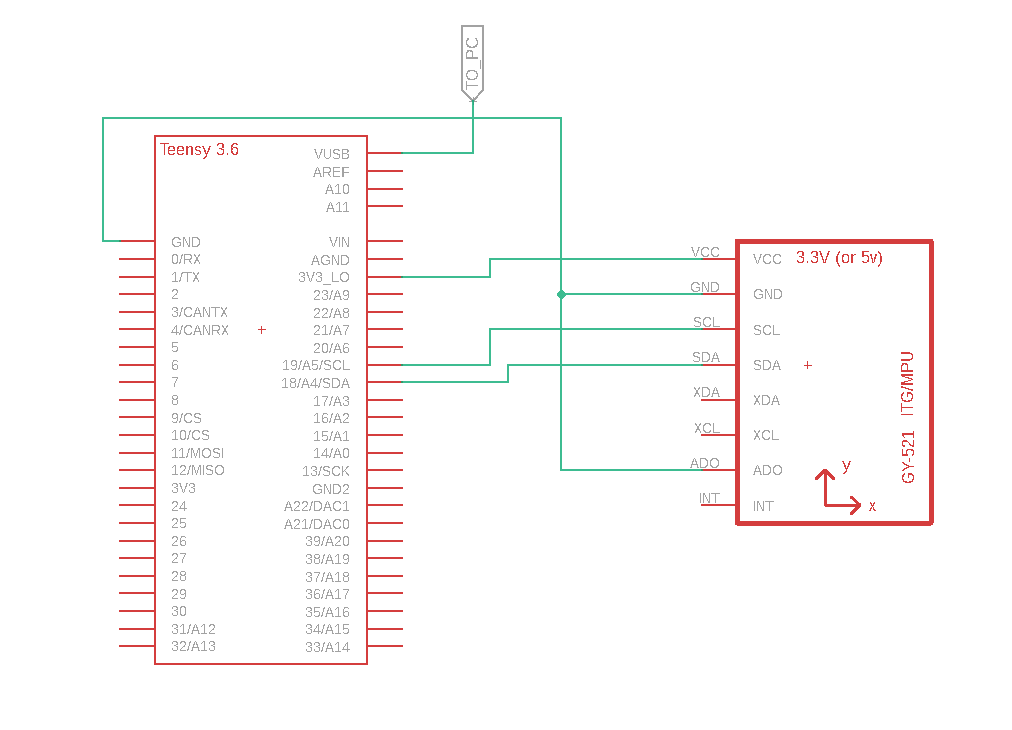 TO_PC
Teensy 3.6
VUSB
AREF
A10
A11
GND VIN
0/RX AGND
1/TX 3V3_LO
2 23/A9
3/CANTX 22/A8
4/CANRX 21/A7
5 20/A6
6 19/A5/SCL
7 18/A4/SDA
8 17/A3
9/CS 16/A2
10/CS 15/A1
11/MOSI 14/A0
12/MISO 13/SCK
3V3 GND2
24 A22/DAC1
25 A21/DAC0
26 39/A20
27 38/A19
28 37/A18
29 36/A17
30 35/A16
31/A12 34/A15
32/A13 33/A14
VCC VCC 3.3V (or 5v)
GND GND
SCL SCL
SDA SDA
XDA XDA
XCL XCL
ADO ADO
INT INT
GY-521 ITG/MPU
y
x